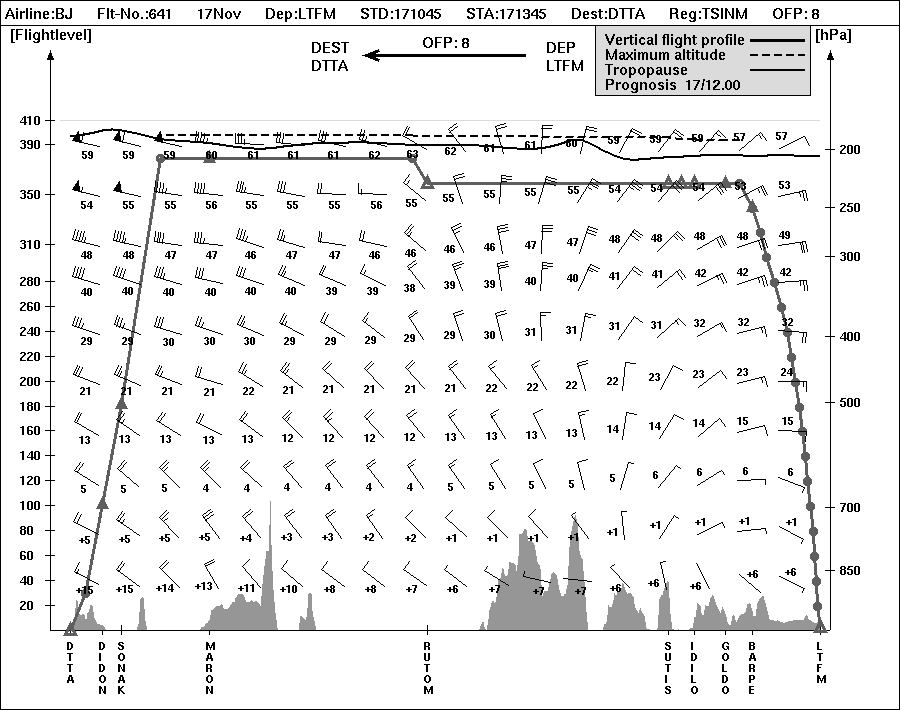 Airline:BJ Flt-No.:641 17Nov Dep:LTFM STD:171045 STA:171345 Dest:DTTA Reg:TSINM OFP: 8
[Flightlevel] [hPa]
DEST OFP: 8 DEP
DTTA LTFM
Vertical flight profile
Maximum altitude
Tropopause
Prognosis 17/12.00
410
390 59 59 59 60 61 61 61 62 63 62 61 61 60 59 59 59 57 57 200
350 54 55 55 56 55 55 55 56 55 55 55 55 55 54 54 54 53 53 250
310 48 48 47 47 46 47 47 46 46 46 46 47 47 48 48 48 48 49 300
280 40 40 40 40 40 40 39 39 38 39 39 40 40 41 41 42 42 42
260
240 29 29 30 30 30 29 29 29 29 29 30 31 31 31 31 32 32 32 400
220
200 21 21 21 21 22 21 21 21 21 21 22 22 22 22 23 23 23 24
180 500
160 13 13 13 13 13 12 12 12 12 13 13 13 13 14 14 14 15 15
140
120 5 5 5 4 4 4 4 4 4 5 5 5 5 5 6 6 6 6
100 700
80 +5 +5 +5 +5 +4 +3 +3 +2 +2 +1 +1 +1 +1 +1 +1 +1 +1 +1
60 850
40 +15 +15 +14 +13 +11 +10 +8 +8 +7 +6 +7 +7 +7 +6 +6 +6 +6
20
DTTA DIDON SONAK MARON RUTOM SUTIS IDILO GOLDO BARPE LTFM